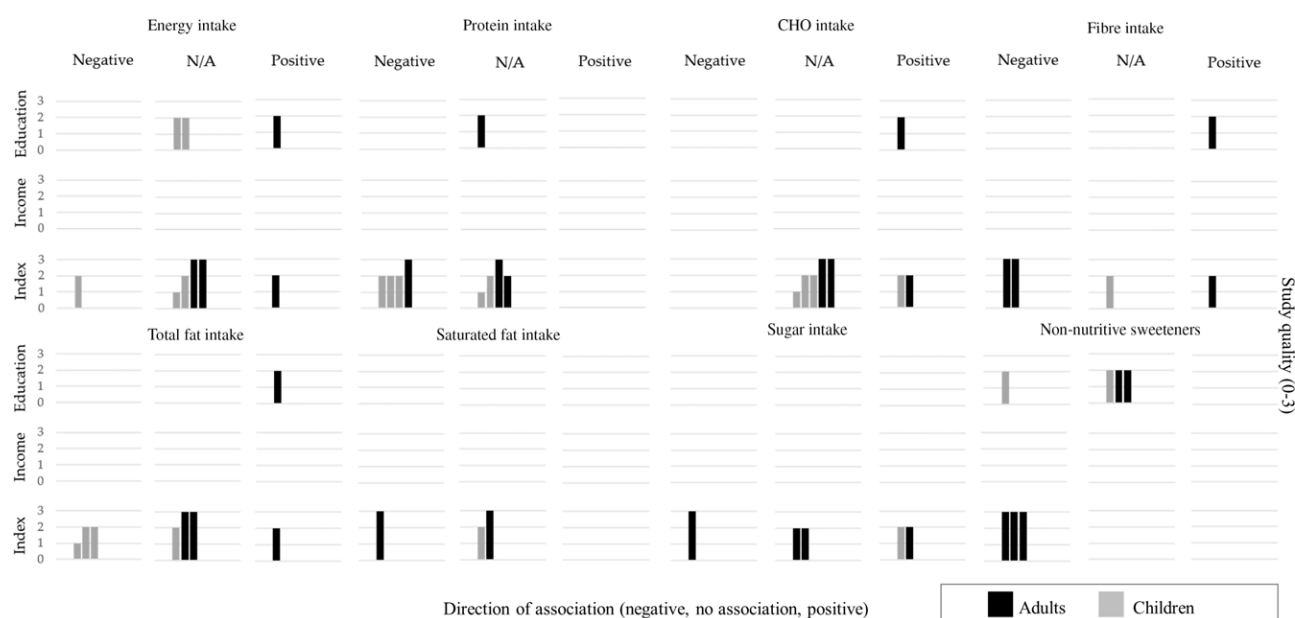 Energy intake Protein intake CHO intake Fibre intake
Negative N/A Positive Negative N/A Positive Negative N/A Positive Negative N/A Positive
Education 3 2 1 0
Income 3 2 1 0
Index 3 2 1 0
Total fat intake Saturated fat intake Sugar intake Non-nutritive sweeteners
Education 3 2 1 0
Income 3 2 1 0
Index 3 2 1 0
Study quality (0-3)
Direction of association (negative, no association, positive)
Adults Children